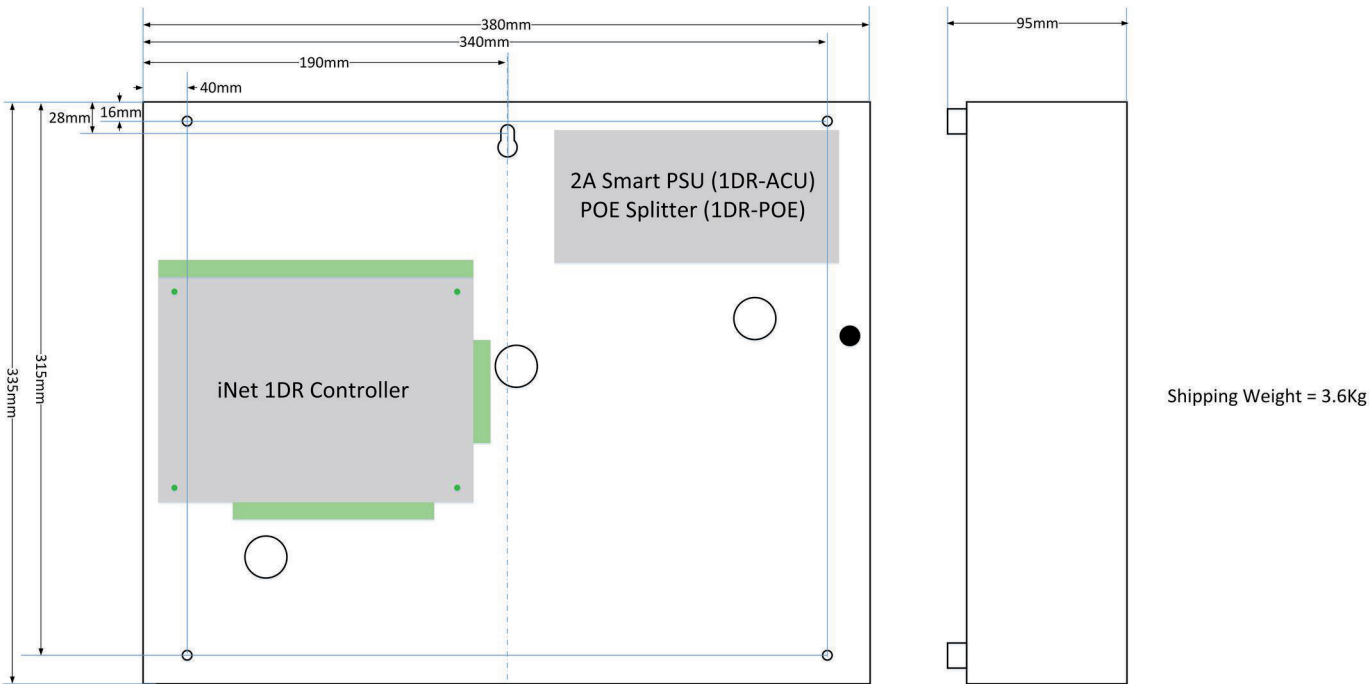 380mm
95mm
340mm
190mm
40mm
16mm
28mm
2A Smart PSU (1DR-ACU)
POE Splitter (1DR-POE)
335mm
315mm
iNet 1DR Controller
Shipping Weight = 3.6Kg